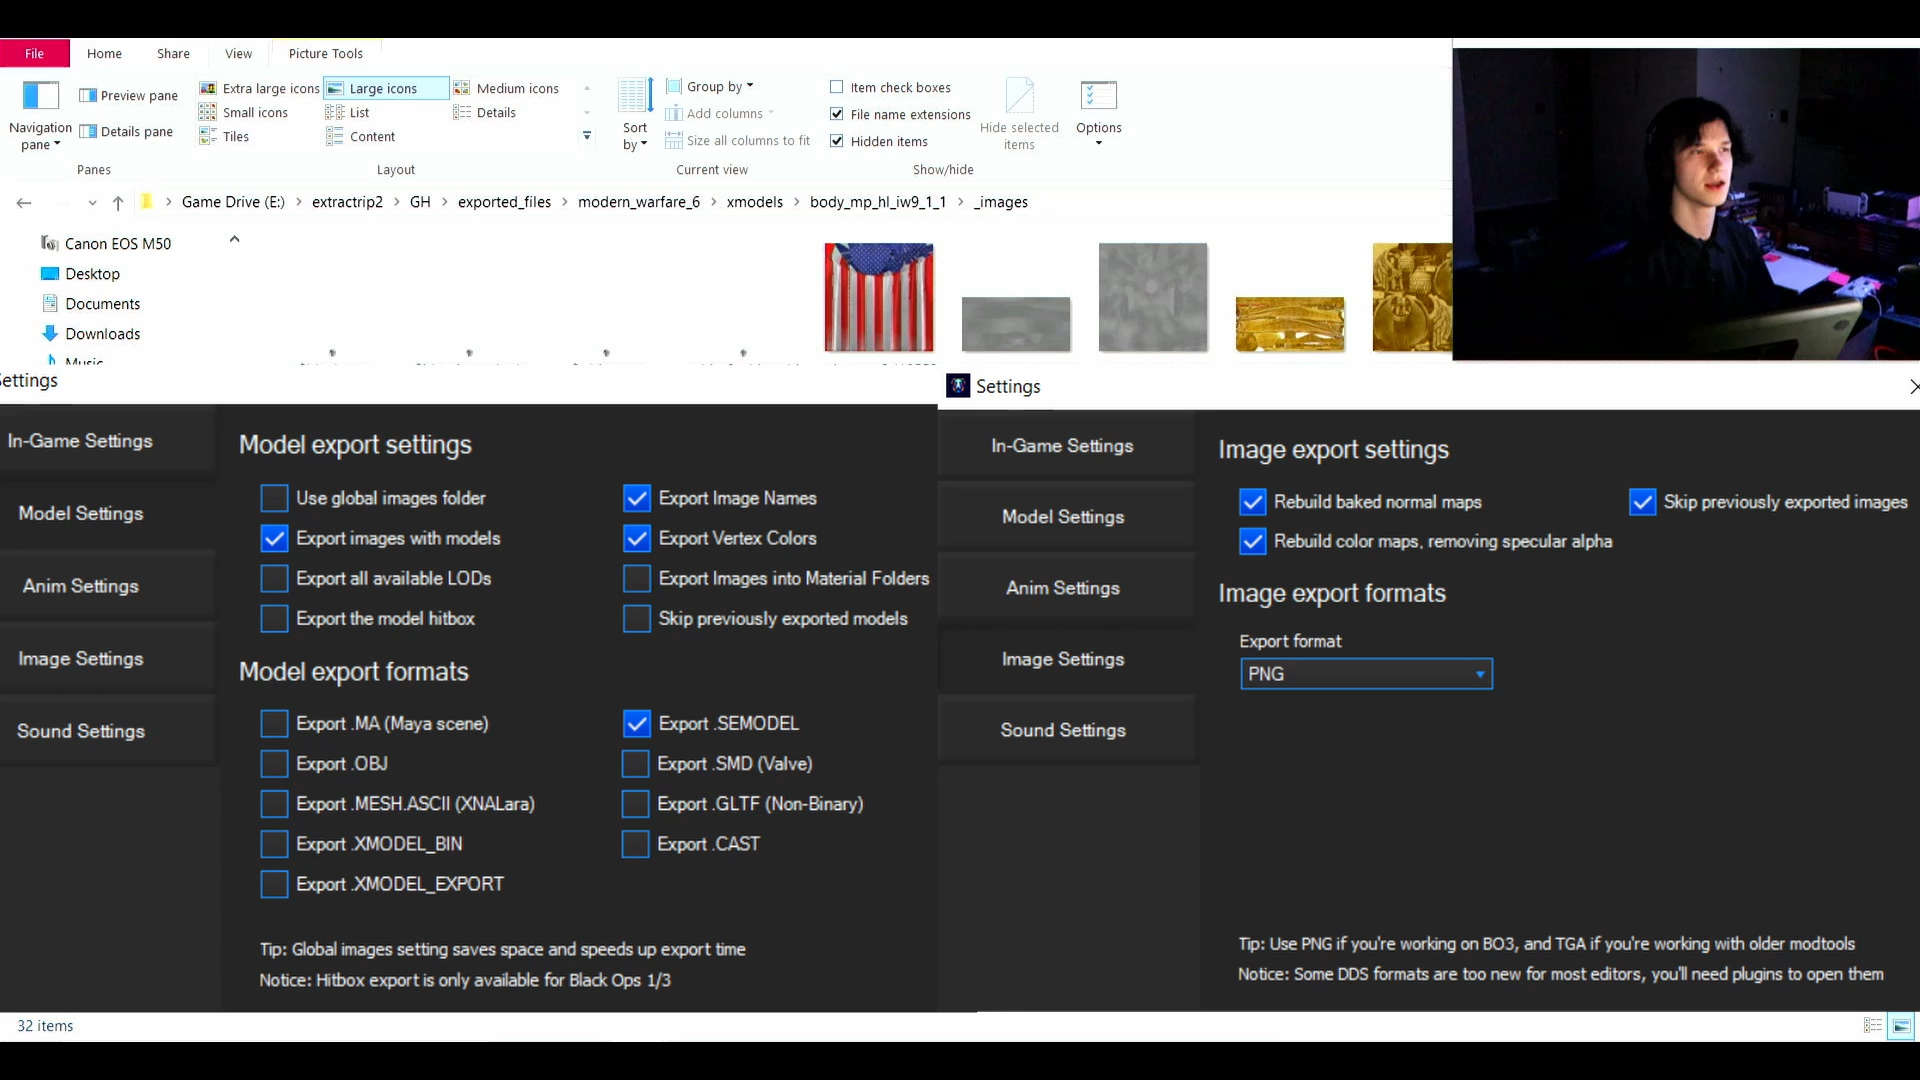 File Home Share View Picture Tools
Navigation pane
Preview pane
Details pane
Panes
Extra large icons Large icons Medium icons
Small icons List Details
Tiles Content
Layout
Sort by
Group by
Add columns
Size all columns to fit
Current view
Item check boxes
File name extensions
Hidden items
Show/hide
Hide selected items
Options
Game Drive (E:) > extractrip2 > GH > exported_files > modern_warfare_6 > xmodels > body_mp_hl_iw9_1_1 > _images
Canon EOS M50
Desktop
Documents
Downloads
Music
Settings
In-Game Settings
Model Settings
Anim Settings
Image Settings
Sound Settings
Model export settings
Use global images folder Export Image Names
Export images with models Export Vertex Colors
Export all available LODs Export Images into Material Folders
Export the model hitbox Skip previously exported models
Model export formats
Export .MA (Maya scene) Export .SEMODEL
Export .OBJ Export .SMD (Valve)
Export .MESH.ASCII (XNALara) Export .GLTF (Non-Binary)
Export .XMODEL_BIN Export .CAST
Export .XMODEL_EXPORT
Tip: Global images setting saves space and speeds up export time
Notice: Hitbox export is only available for Black Ops 1/3
Settings
In-Game Settings
Model Settings
Anim Settings
Image Settings
Sound Settings
Image export settings
Rebuild baked normal maps Skip previously exported images
Rebuild color maps, removing specular alpha
Image export formats
Export format
PNG
Tip: Use PNG if you're working on BO3, and TGA if you're working with older modtools
Notice: Some DDS formats are too new for most editors, you'll need plugins to open them
32 items